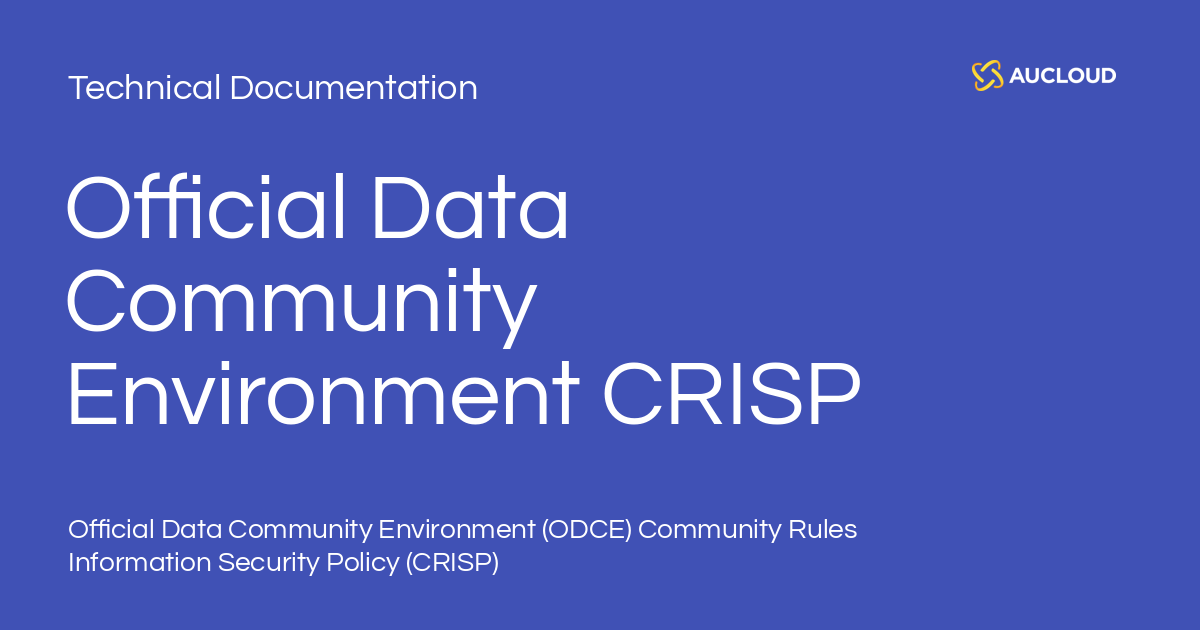 Technical Documentation
AUCLOUD
Official Data
Community
Environment CRISP
Official Data Community Environment (ODCE) Community Rules
Information Security Policy (CRISP)